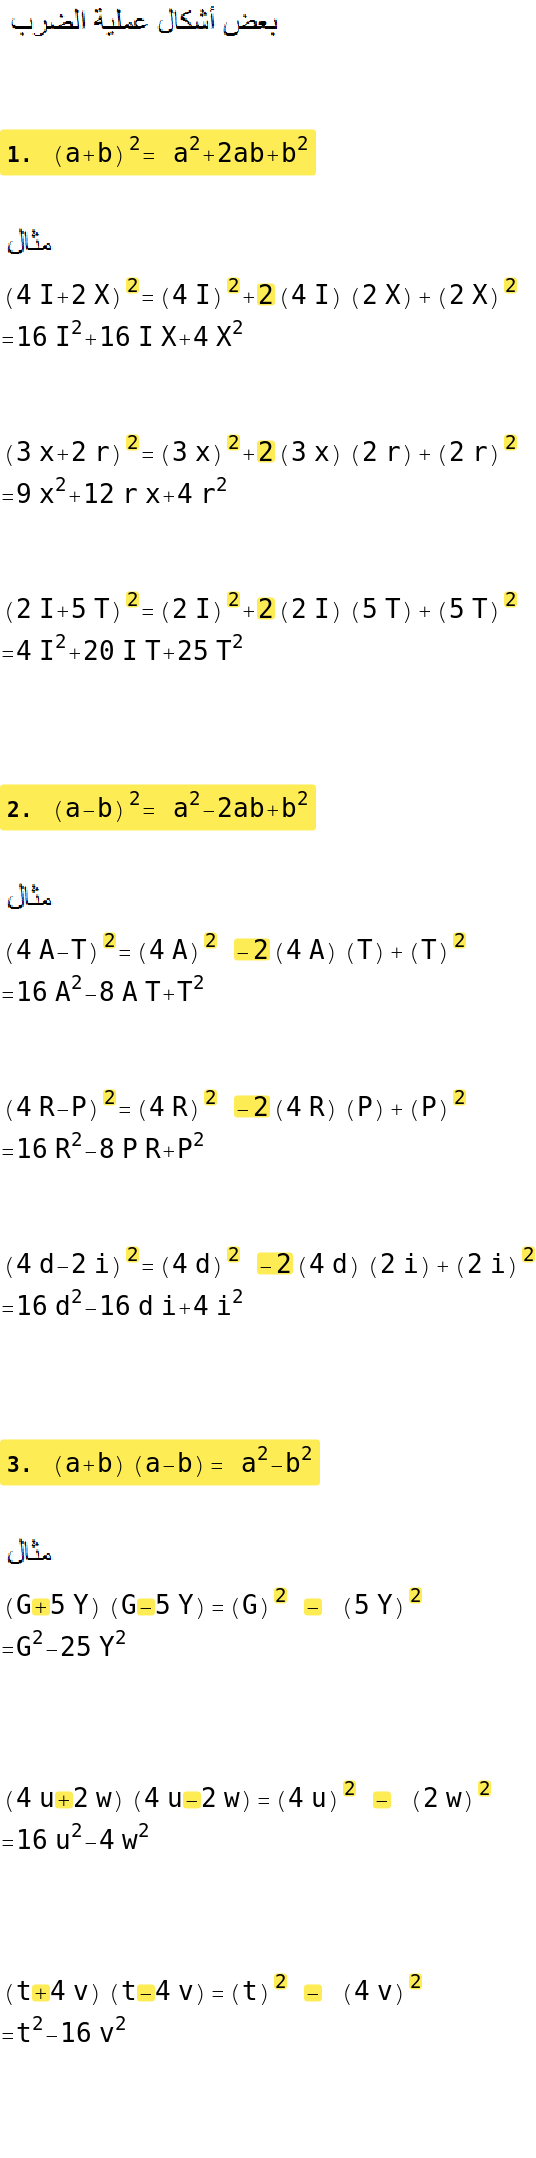 بعض أشكال عملية الضرب
1. (a+b)²= a²+2ab+b²
مثال
(4 I+2 X)²=(4 I)²+2(4 I) (2 X)+(2 X)²
=16 I²+16 I X+4 X²
(3 x+2 r)²=(3 x)²+2(3 x) (2 r)+(2 r)²
=9 x²+12 r x+4 r²
(2 I+5 T)²=(2 I)²+2(2 I) (5 T)+(5 T)²
=4 I²+20 I T+25 T²
2. (a-b)²= a²-2ab+b²
مثال
(4 A-T)²=(4 A)² -2(4 A) (T)+(T)²
=16 A²-8 A T+T²
(4 R-P)²=(4 R)² -2(4 R) (P)+(P)²
=16 R²-8 P R+P²
(4 d-2 i)²=(4 d)² -2(4 d) (2 i)+(2 i)²
=16 d²-16 d i+4 i²
3. (a+b)(a-b)= a²-b²
مثال
(G+5 Y) (G-5 Y)=(G)² - (5 Y)²
=G²-25 Y²
(4 u+2 w) (4 u-2 w)=(4 u)² - (2 w)²
=16 u²-4 w²
(t+4 v) (t-4 v)=(t)² - (4 v)²
=t²-16 v²